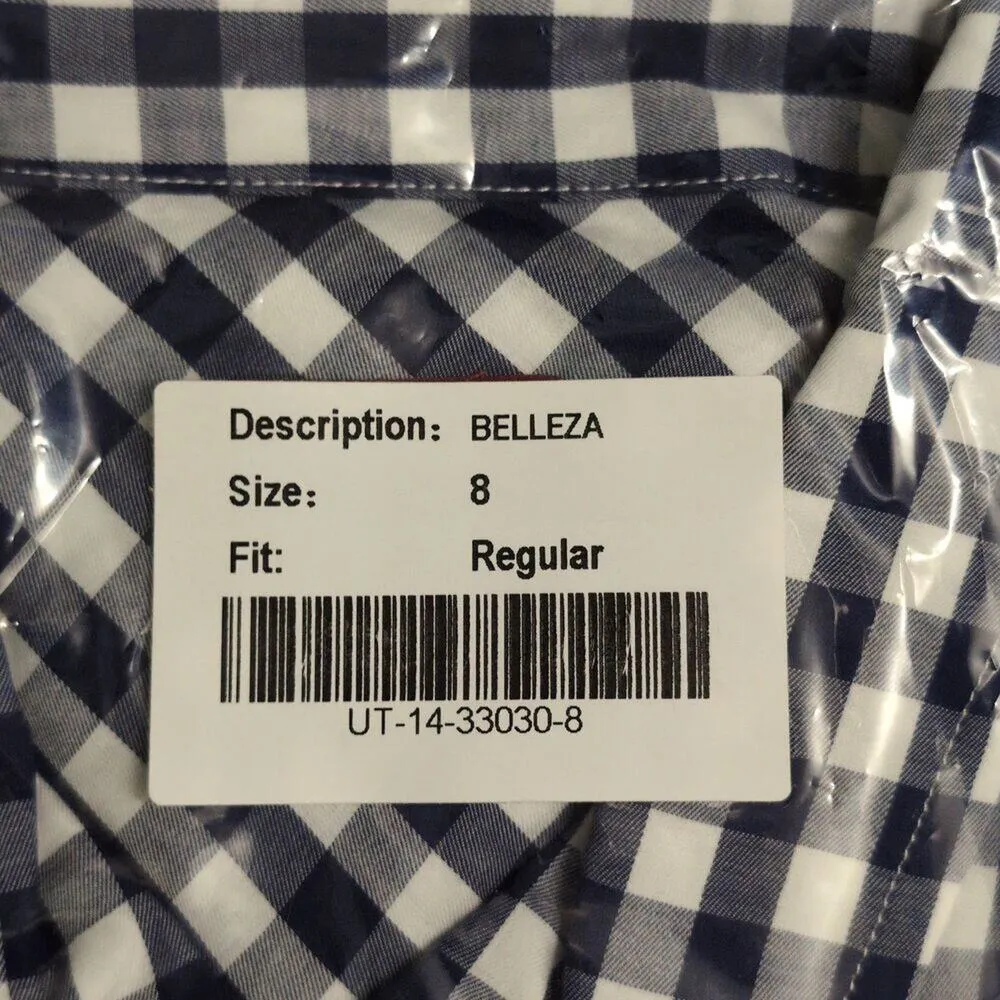 Description: BELLEZA
Size: 8
Fit: Regular
UT-14-33030-8